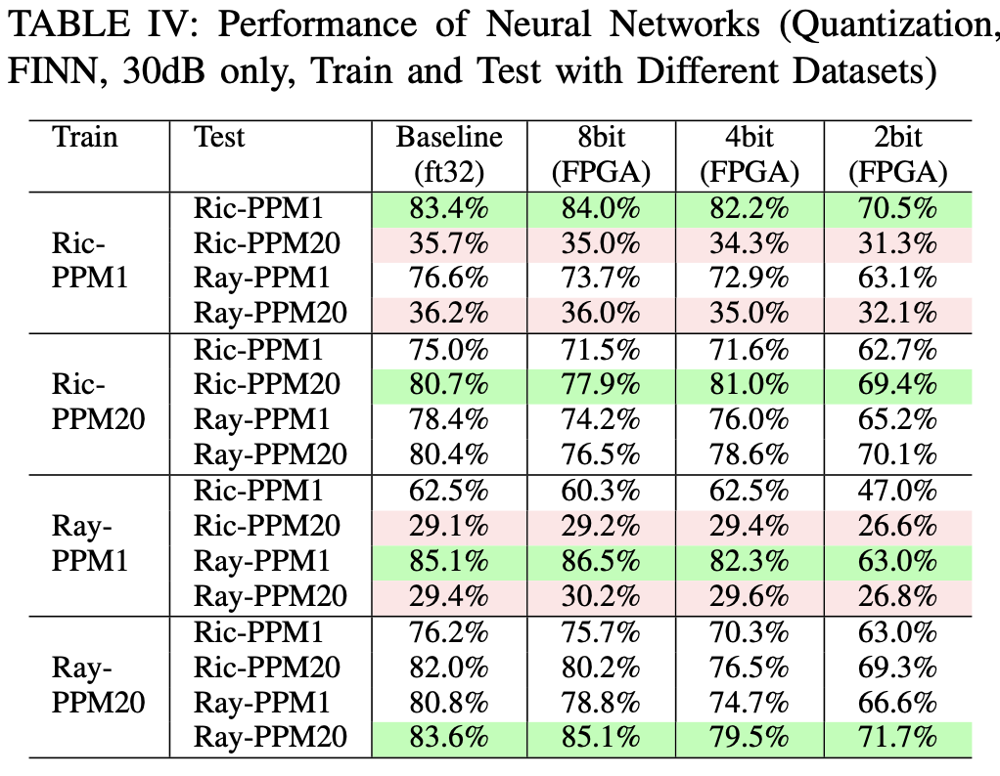 TABLE IV: Performance of Neural Networks (Quantization,
FINN, 30dB only, Train and Test with Different Datasets)
Train Test Baseline 8bit 4bit 2bit
(ft32) (FPGA) (FPGA) (FPGA)
Ric-PPM1 83.4% 84.0% 82.2% 70.5%
Ric- Ric-PPM20 35.7% 35.0% 34.3% 31.3%
PPM1 Ray-PPM1 76.6% 73.7% 72.9% 63.1%
Ray-PPM20 36.2% 36.0% 35.0% 32.1%
Ric-PPM1 75.0% 71.5% 71.6% 62.7%
Ric- Ric-PPM20 80.7% 77.9% 81.0% 69.4%
PPM20 Ray-PPM1 78.4% 74.2% 76.0% 65.2%
Ray-PPM20 80.4% 76.5% 78.6% 70.1%
Ric-PPM1 62.5% 60.3% 62.5% 47.0%
Ray- Ric-PPM20 29.1% 29.2% 29.4% 26.6%
PPM1 Ray-PPM1 85.1% 86.5% 82.3% 63.0%
Ray-PPM20 29.4% 30.2% 29.6% 26.8%
Ric-PPM1 76.2% 75.7% 70.3% 63.0%
Ray- Ric-PPM20 82.0% 80.2% 76.5% 69.3%
PPM20 Ray-PPM1 80.8% 78.8% 74.7% 66.6%
Ray-PPM20 83.6% 85.1% 79.5% 71.7%